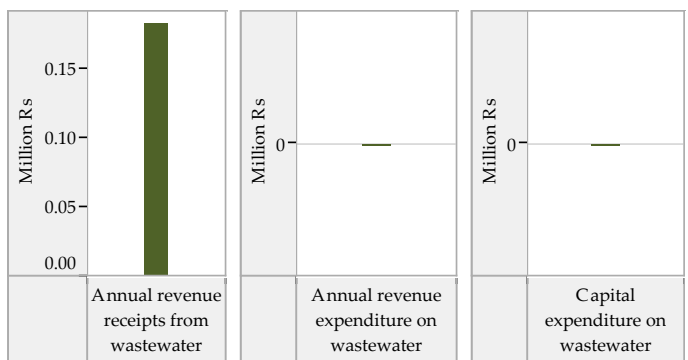 Million Rs
0.15
0.10
0.05
0.00
Annual revenue
receipts from
wastewater
Million Rs
0
Annual revenue
expenditure on
wastewater
Million Rs
0
Capital
expenditure on
wastewater